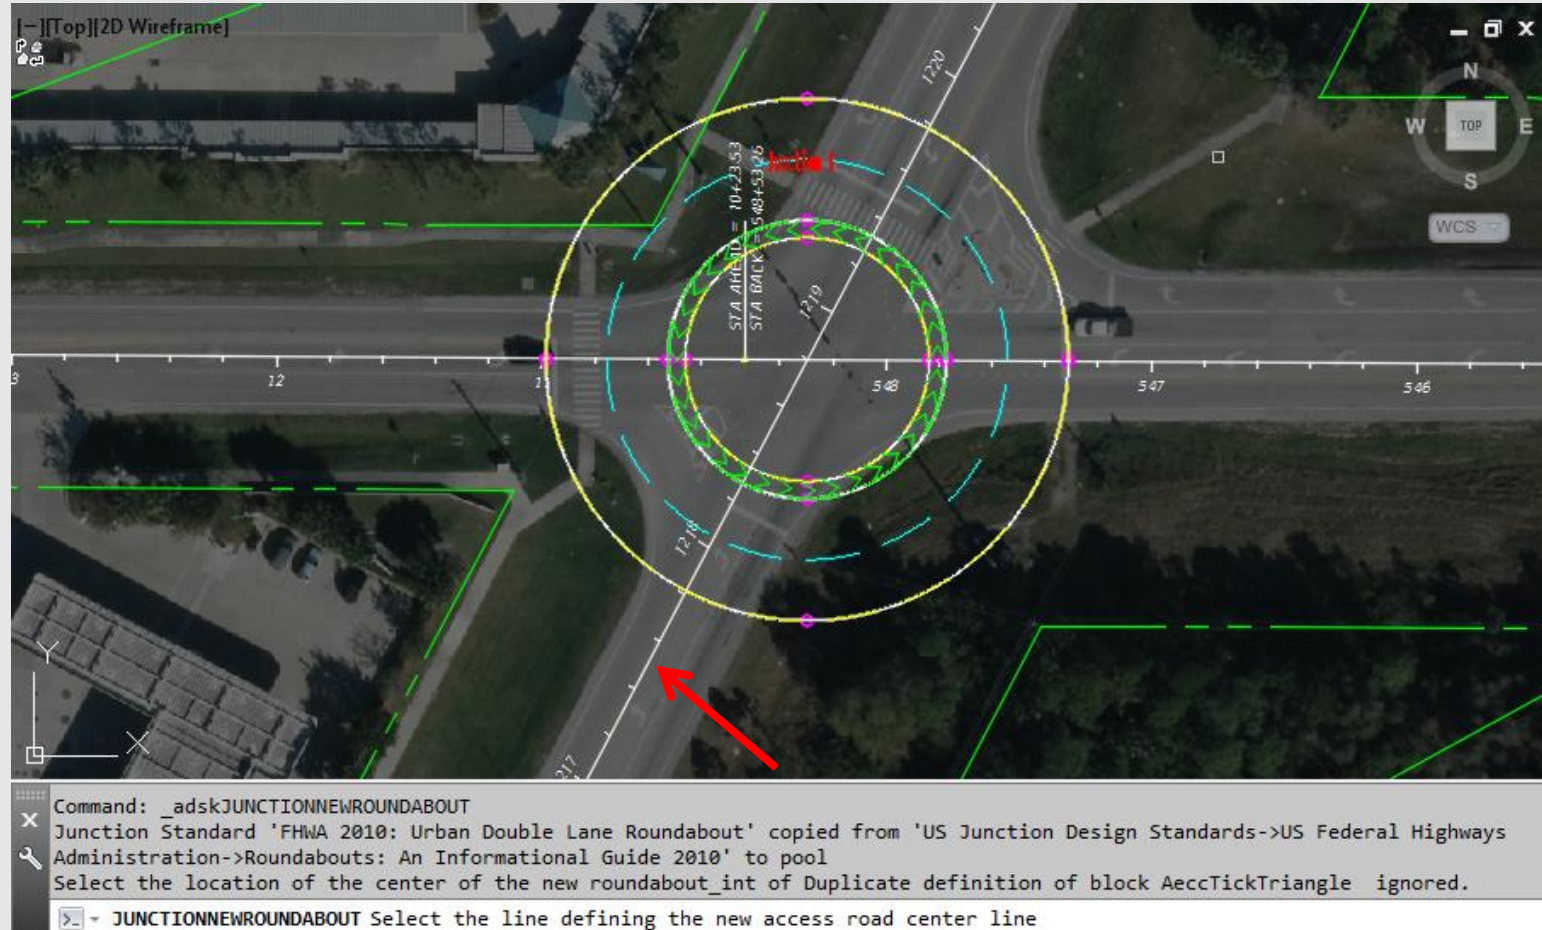 [−][Top][2D Wireframe]
N
W
TOP
E
S
WCS
1220
STA AHEAD = 10+23.53
STA BACK = 548+53.26
1219
12
548
547
546
1218
Y
X
Command: _adskJUNCTIONNEWROUNDABOUT
Junction Standard 'FHWA 2010: Urban Double Lane Roundabout' copied from 'US Junction Design Standards->US Federal Highways
Administration->Roundabouts: An Informational Guide 2010' to pool
Select the location of the center of the new roundabout_int of Duplicate definition of block AeccTickTriangle ignored.
JUNCTIONNEWROUNDABOUT Select the line defining the new access road center line